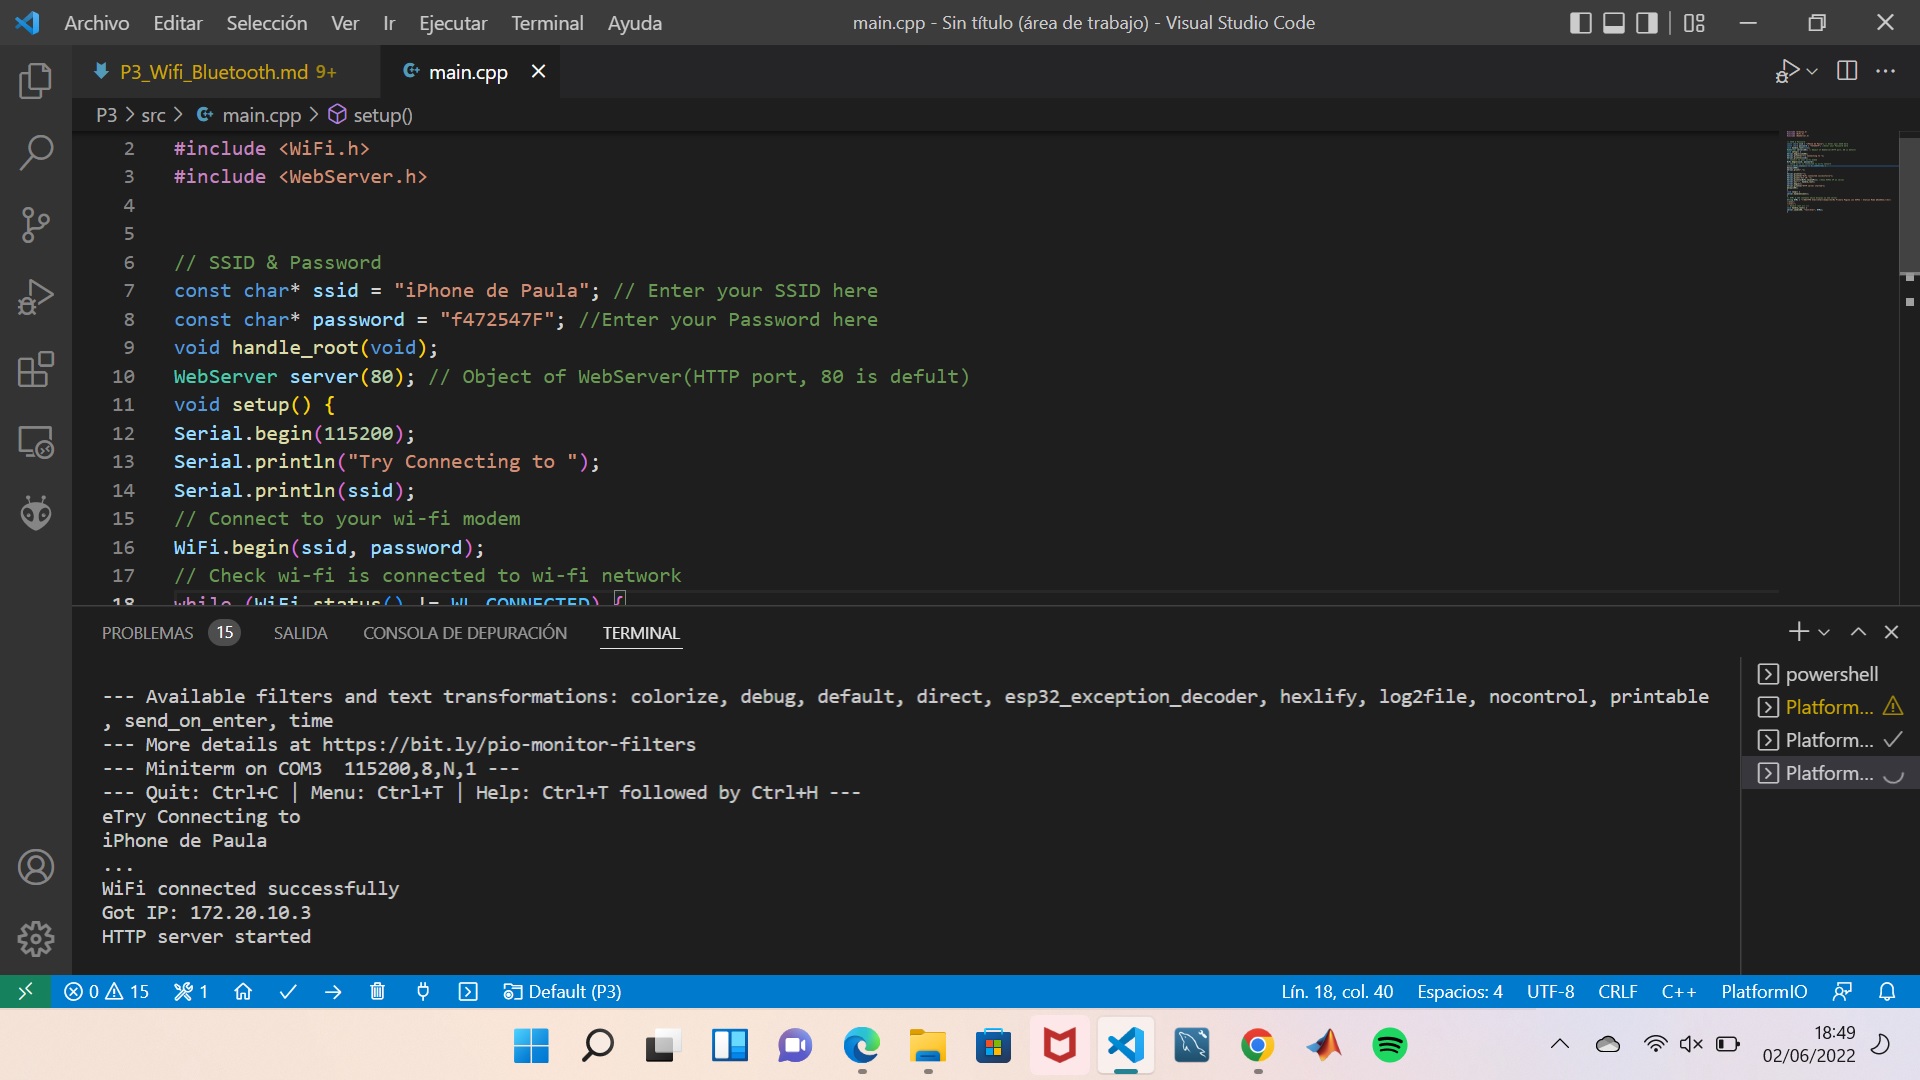 Archivo Editar Selección Ver Ir Ejecutar Terminal Ayuda main.cpp - Sin título (área de trabajo) - Visual Studio Code
P3_Wifi_Bluetooth.md 9+ main.cpp
P3 > src > main.cpp > setup()
2 #include <WiFi.h>
3 #include <WebServer.h>
4
5
6 // SSID & Password
7 const char* ssid = "iPhone de Paula"; // Enter your SSID here
8 const char* password = "f472547F"; //Enter your Password here
9 void handle_root(void);
10 WebServer server(80); // Object of WebServer(HTTP port, 80 is defult)
11 void setup() {
12 Serial.begin(115200);
13 Serial.println("Try Connecting to ");
14 Serial.println(ssid);
15 // Connect to your wi-fi modem
16 WiFi.begin(ssid, password);
17 // Check wi-fi is connected to wi-fi network
18 while (WiFi.status() != WL_CONNECTED) {
PROBLEMAS 15 SALIDA CONSOLA DE DEPURACIÓN TERMINAL
--- Available filters and text transformations: colorize, debug, default, direct, esp32_exception_decoder, hexlify, log2file, nocontrol, printable
, send_on_enter, time
--- More details at https://bit.ly/pio-monitor-filters
--- Miniterm on COM3  115200,8,N,1 ---
--- Quit: Ctrl+C | Menu: Ctrl+T | Help: Ctrl+T followed by Ctrl+H ---
eTry Connecting to
iPhone de Paula
...
WiFi connected successfully
Got IP: 172.20.10.3
HTTP server started
powershell
Platform...
Platform...
Platform...
0 15 1 Default (P3) Lín. 18, col. 40 Espacios: 4 UTF-8 CRLF C++ PlatformIO
18:49
02/06/2022